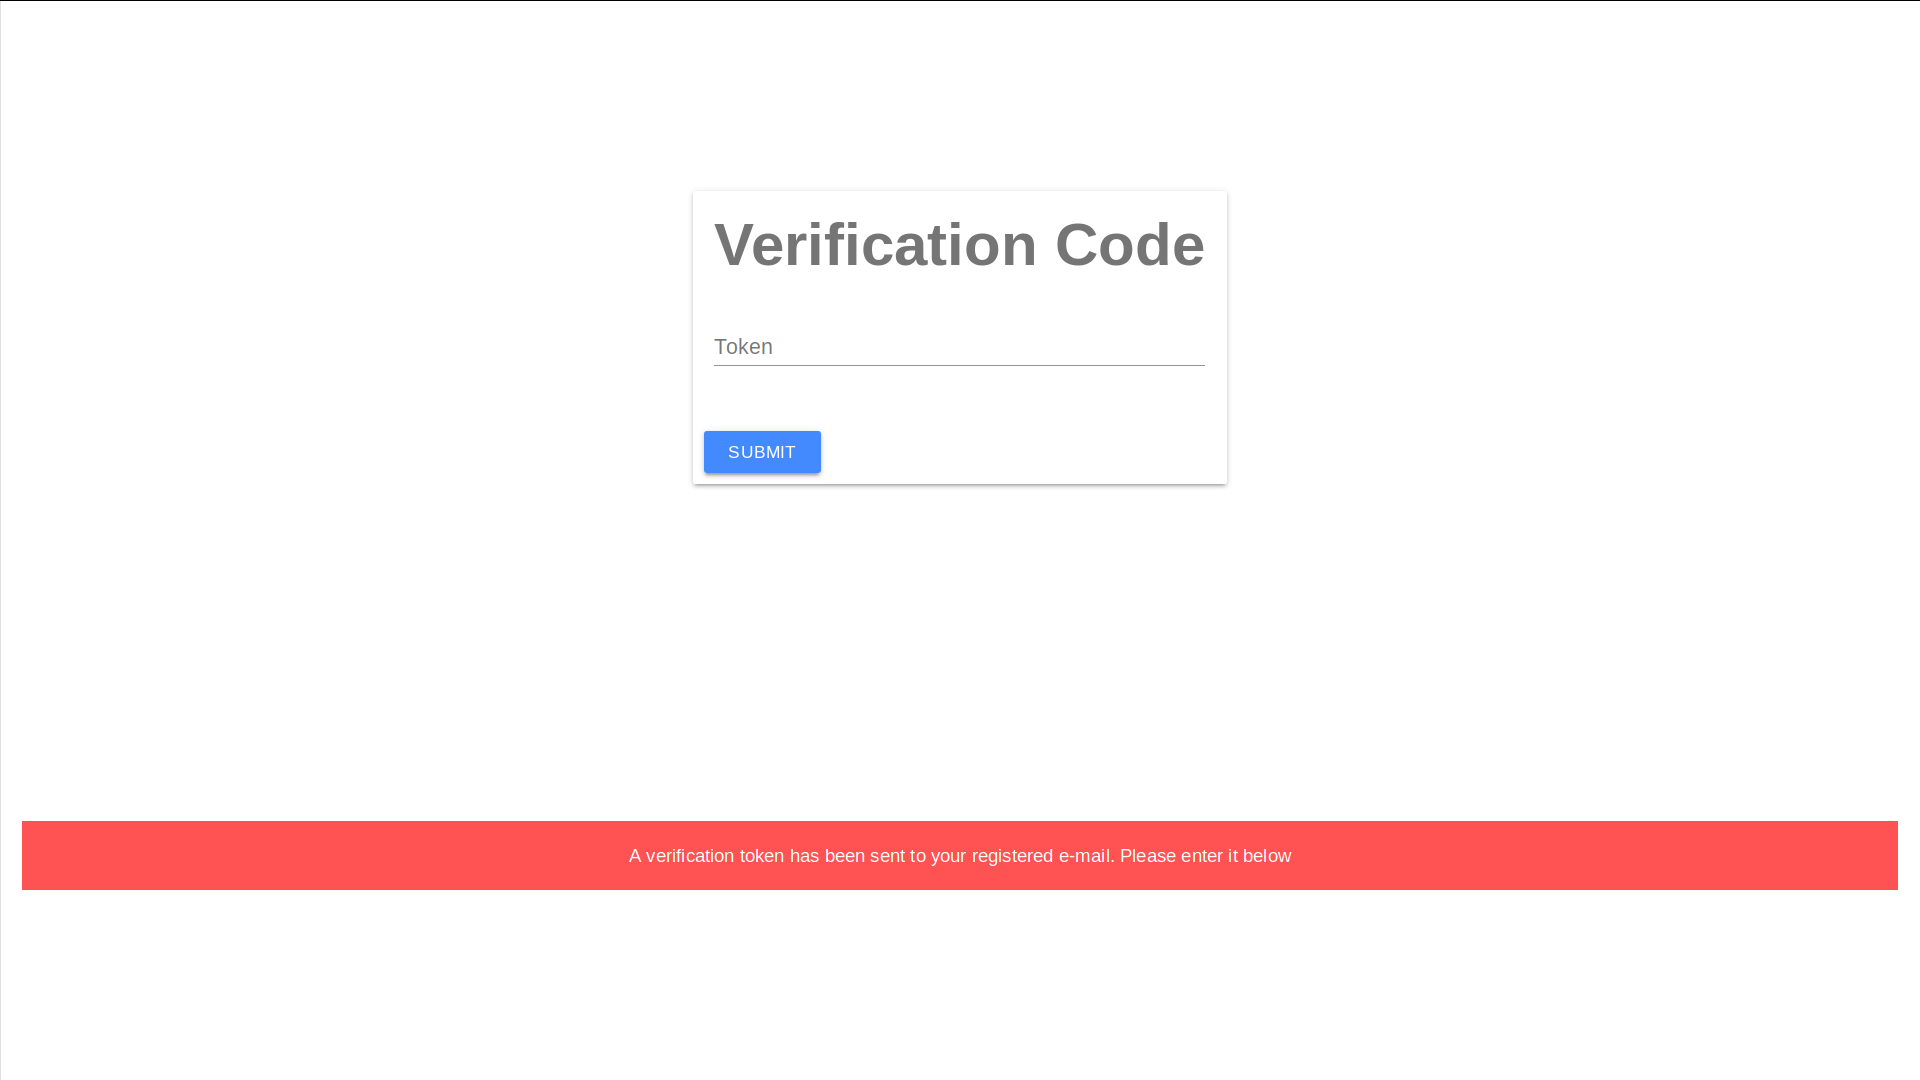 Verification Code
Token
SUBMIT
A verification token has been sent to your registered e-mail. Please enter it below